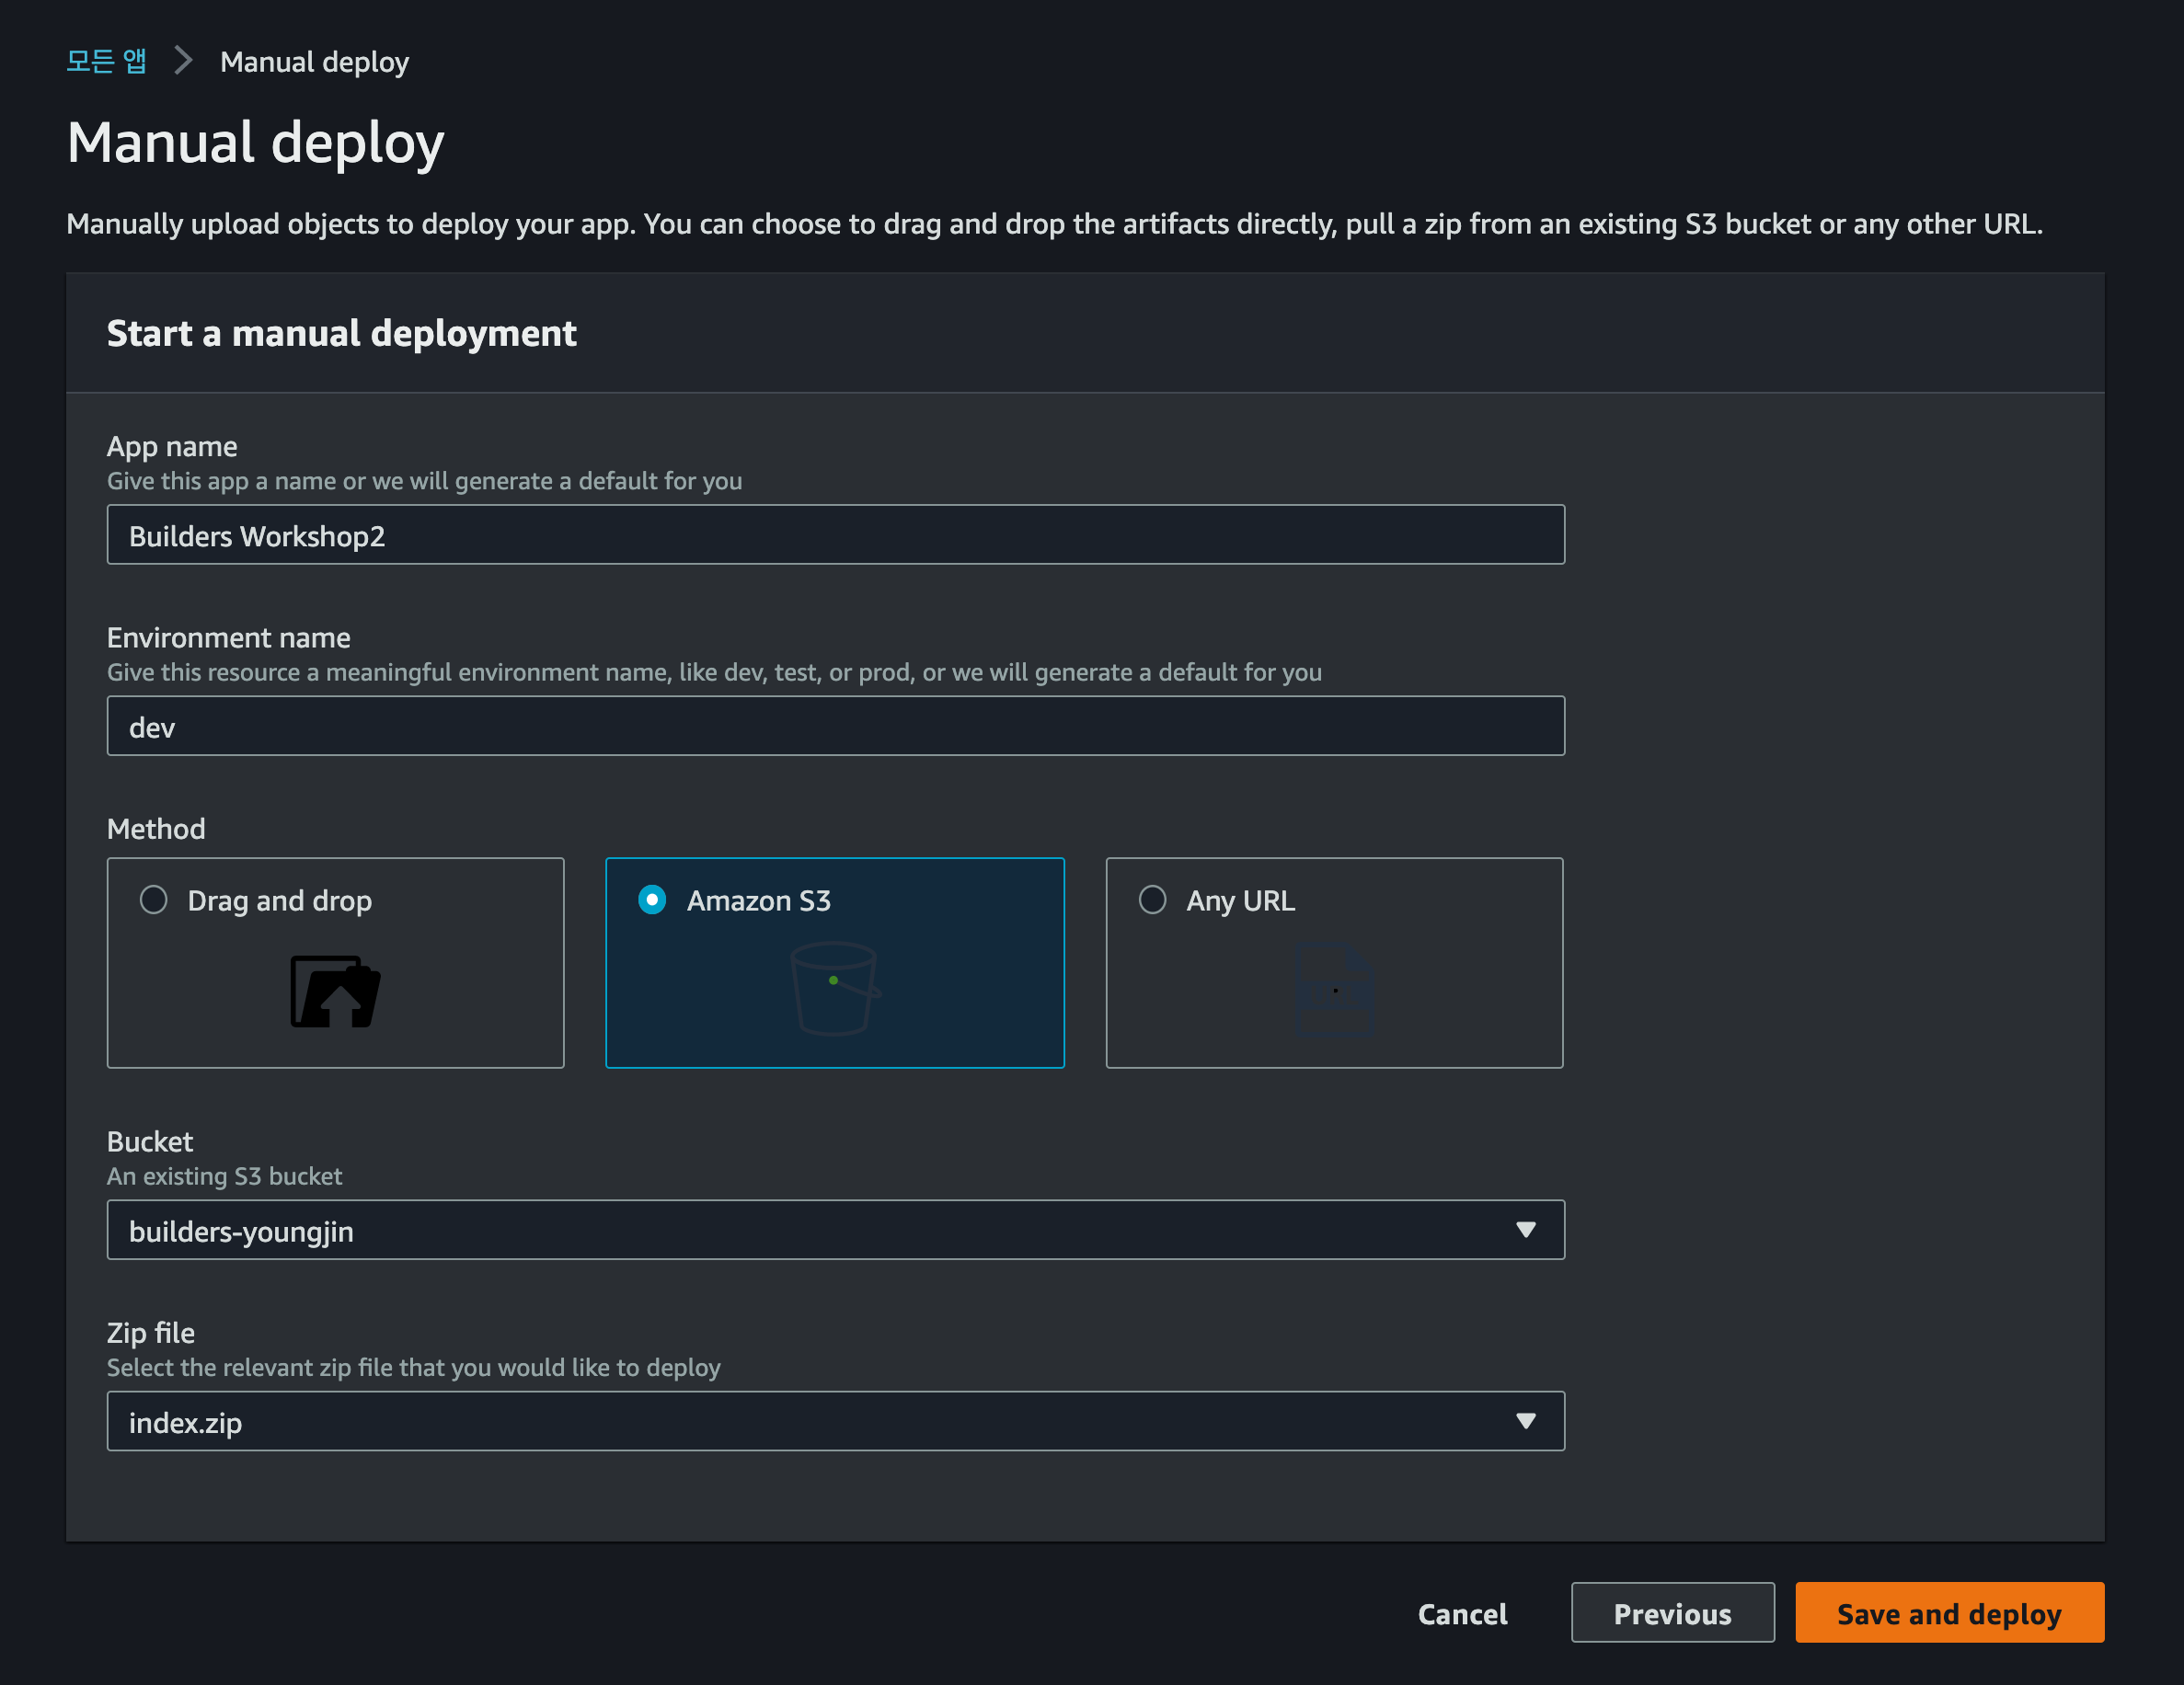 모든 앱 > Manual deploy
Manual deploy
Manually upload objects to deploy your app. You can choose to drag and drop the artifacts directly, pull a zip from an existing S3 bucket or any other URL.
Start a manual deployment
App name
Give this app a name or we will generate a default for you
Builders Workshop2
Environment name
Give this resource a meaningful environment name, like dev, test, or prod, or we will generate a default for you
dev
Method
Drag and drop
Amazon S3
Any URL
Bucket
An existing S3 bucket
builders-youngjin
Zip file
Select the relevant zip file that you would like to deploy
index.zip
Cancel
Previous
Save and deploy